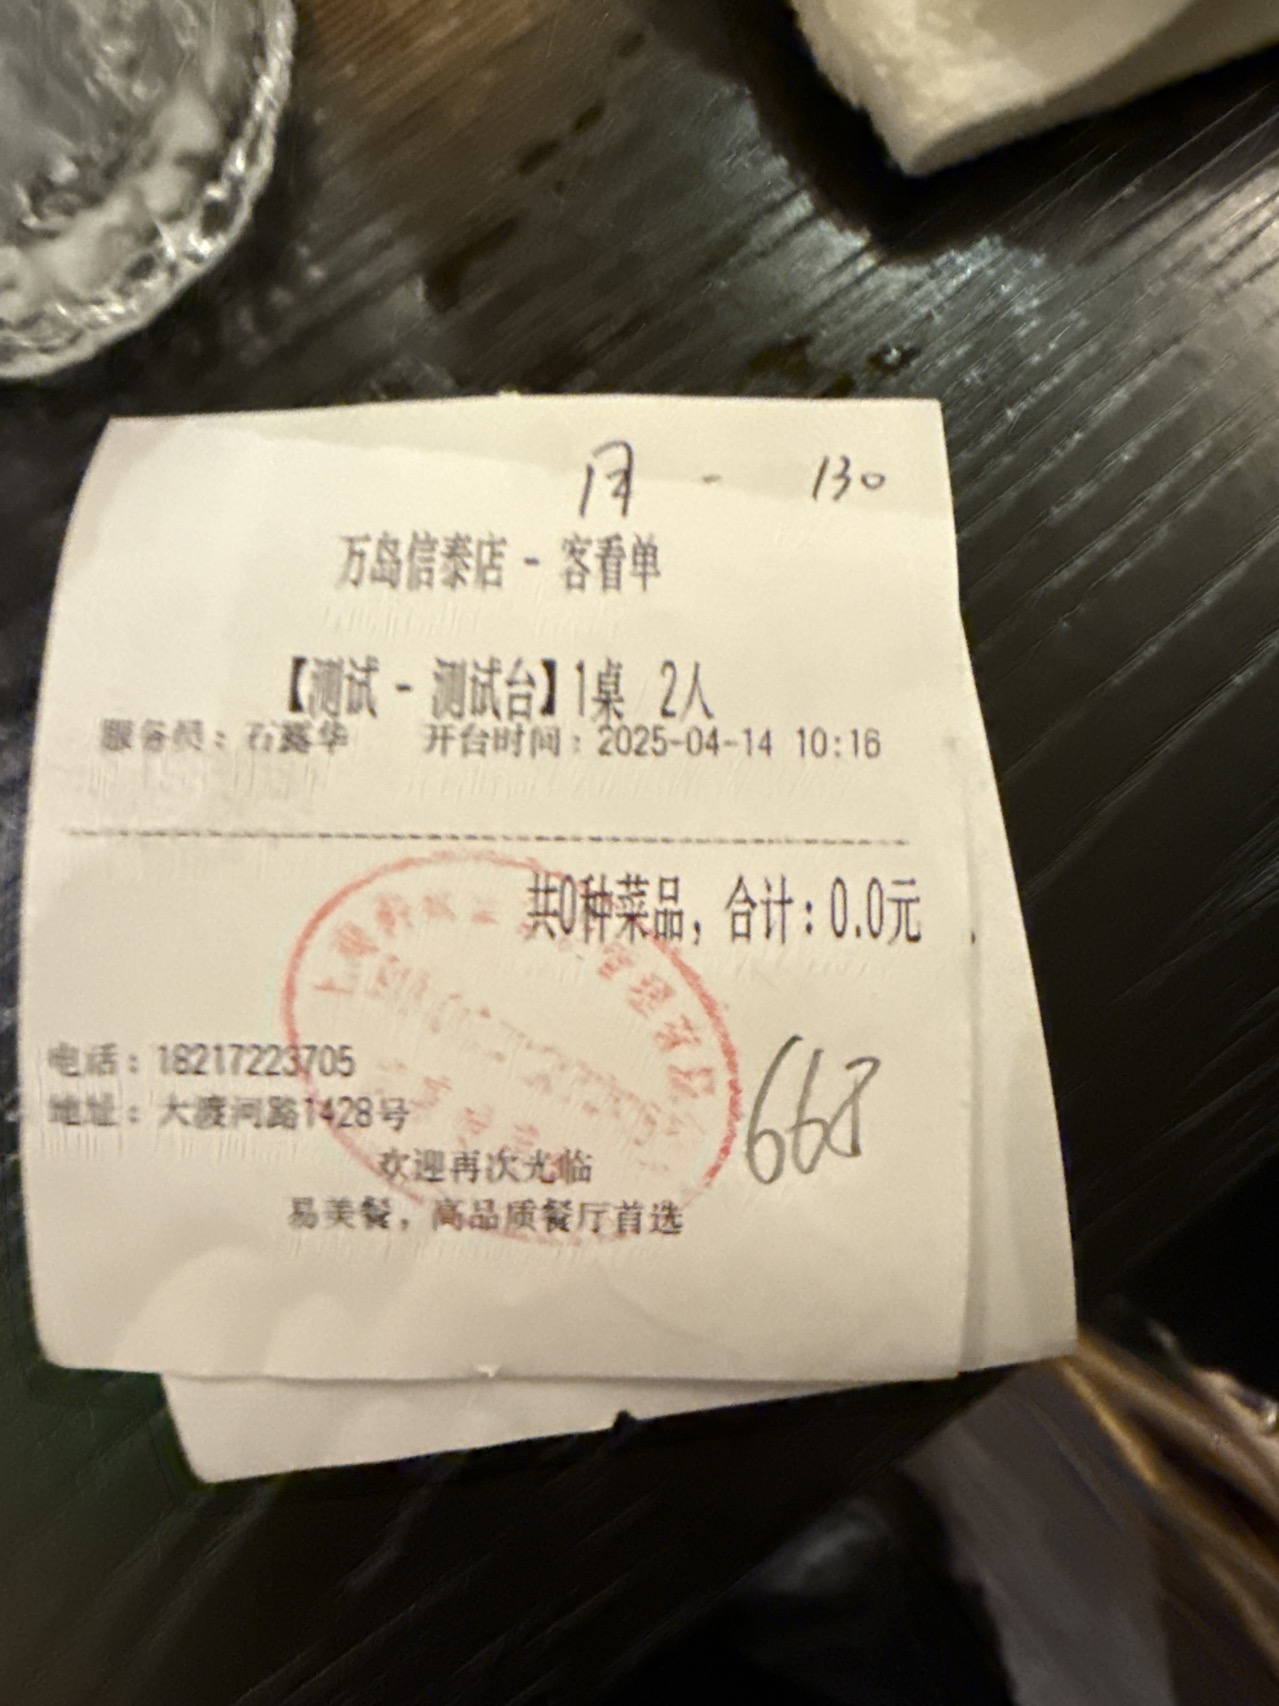 月 - 130
万岛信泰店 - 客看单
【测试 - 测试台】1桌 2人
服务员：石露华 开台时间：2025-04-14 10:16
共0种菜品，合计：0.0元
电话：18217223705
地址：大渡河路1428号
欢迎再次光临
易美餐，高品质餐厅首选